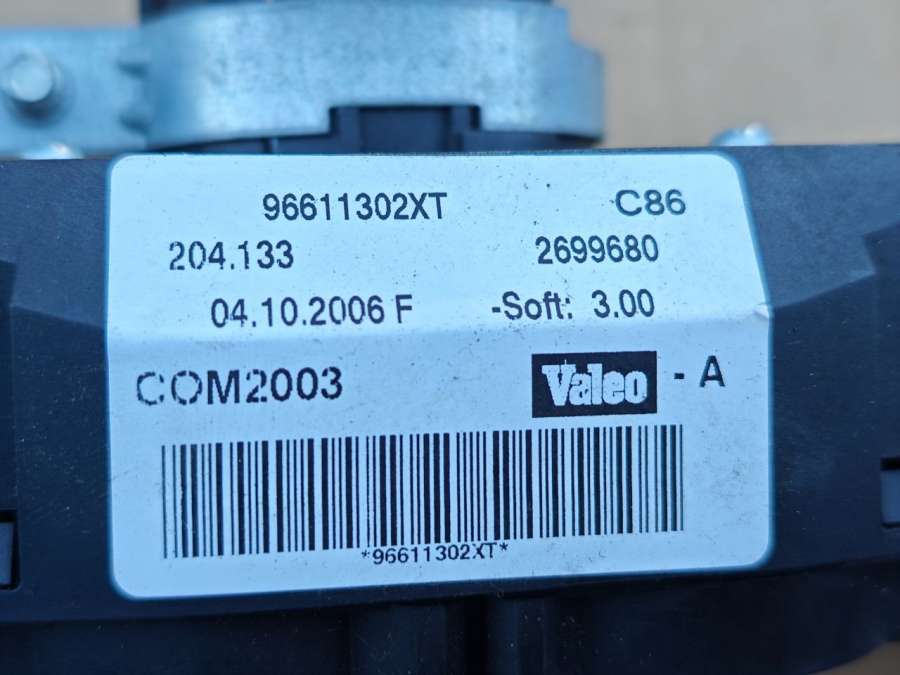 96611302XT C86
204.133 2699680
04.10.2006 F -Soft: 3.00
COM2003 Valeo - A
*96611302XT*